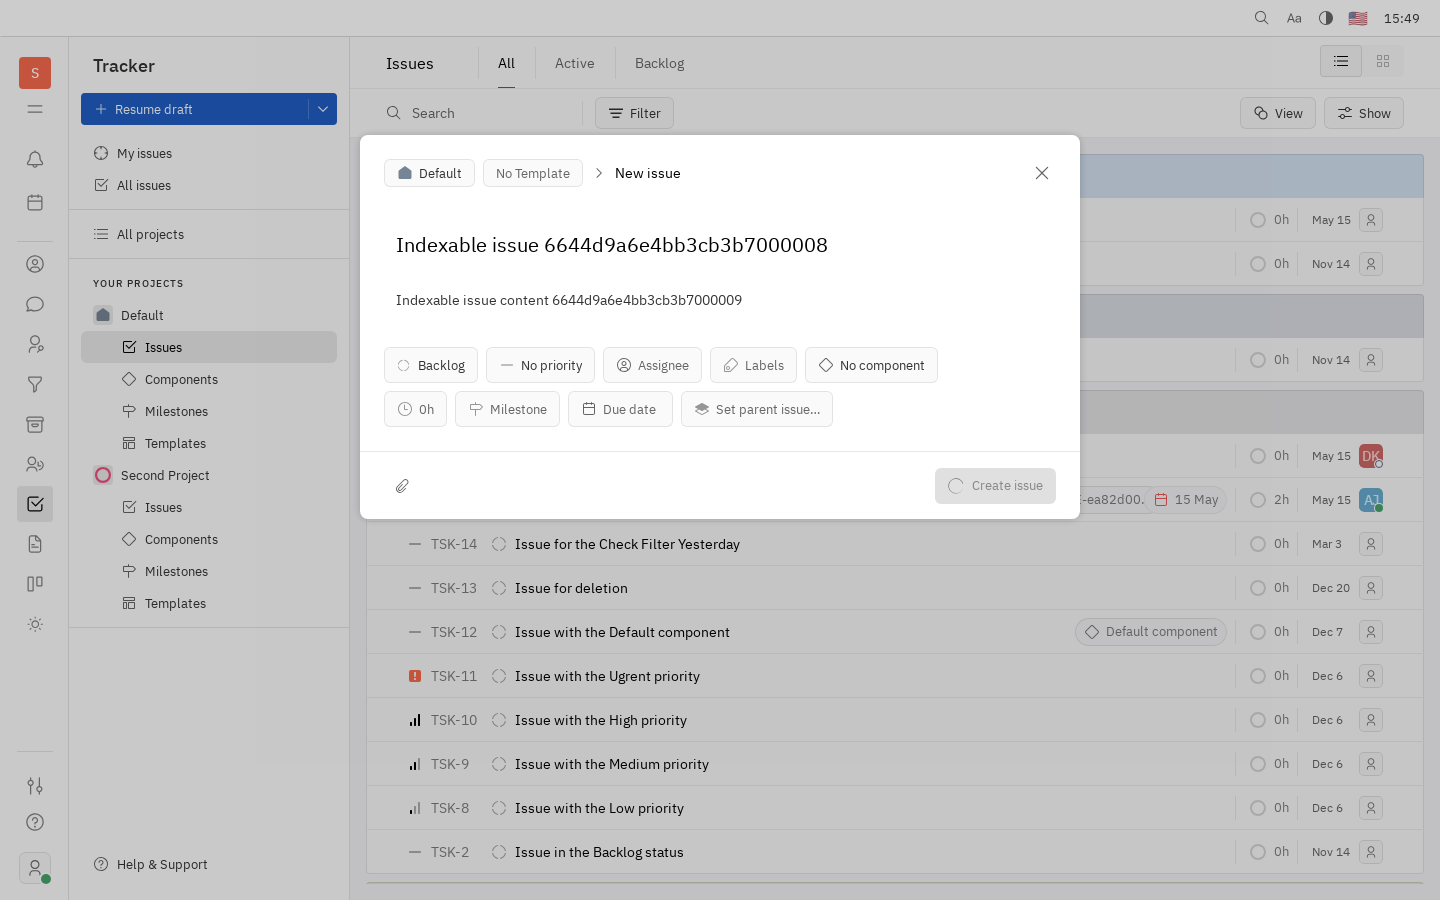 Aa 15:49
S
Tracker
Resume draft
My issues
All issues
All projects
YOUR PROJECTS
Default
Issues
Components
Milestones
Templates
Second Project
Issues
Components
Milestones
Templates
Help & Support
Issues All Active Backlog
Search Filter View Show
Default No Template New issue
Indexable issue 6644d9a6e4bb3cb3b7000008
Indexable issue content 6644d9a6e4bb3cb3b7000009
Backlog No priority Assignee Labels No component
0h Milestone Due date Set parent issue...
Create issue
0h May 15
0h Nov 14
0h Nov 14
0h May 15 DK
-ea82d00. 15 May 2h May 15 AJ
TSK-14 Issue for the Check Filter Yesterday 0h Mar 3
TSK-13 Issue for deletion 0h Dec 20
TSK-12 Issue with the Default component Default component 0h Dec 7
TSK-11 Issue with the Ugrent priority 0h Dec 6
TSK-10 Issue with the High priority 0h Dec 6
TSK-9 Issue with the Medium priority 0h Dec 6
TSK-8 Issue with the Low priority 0h Dec 6
TSK-2 Issue in the Backlog status 0h Nov 14